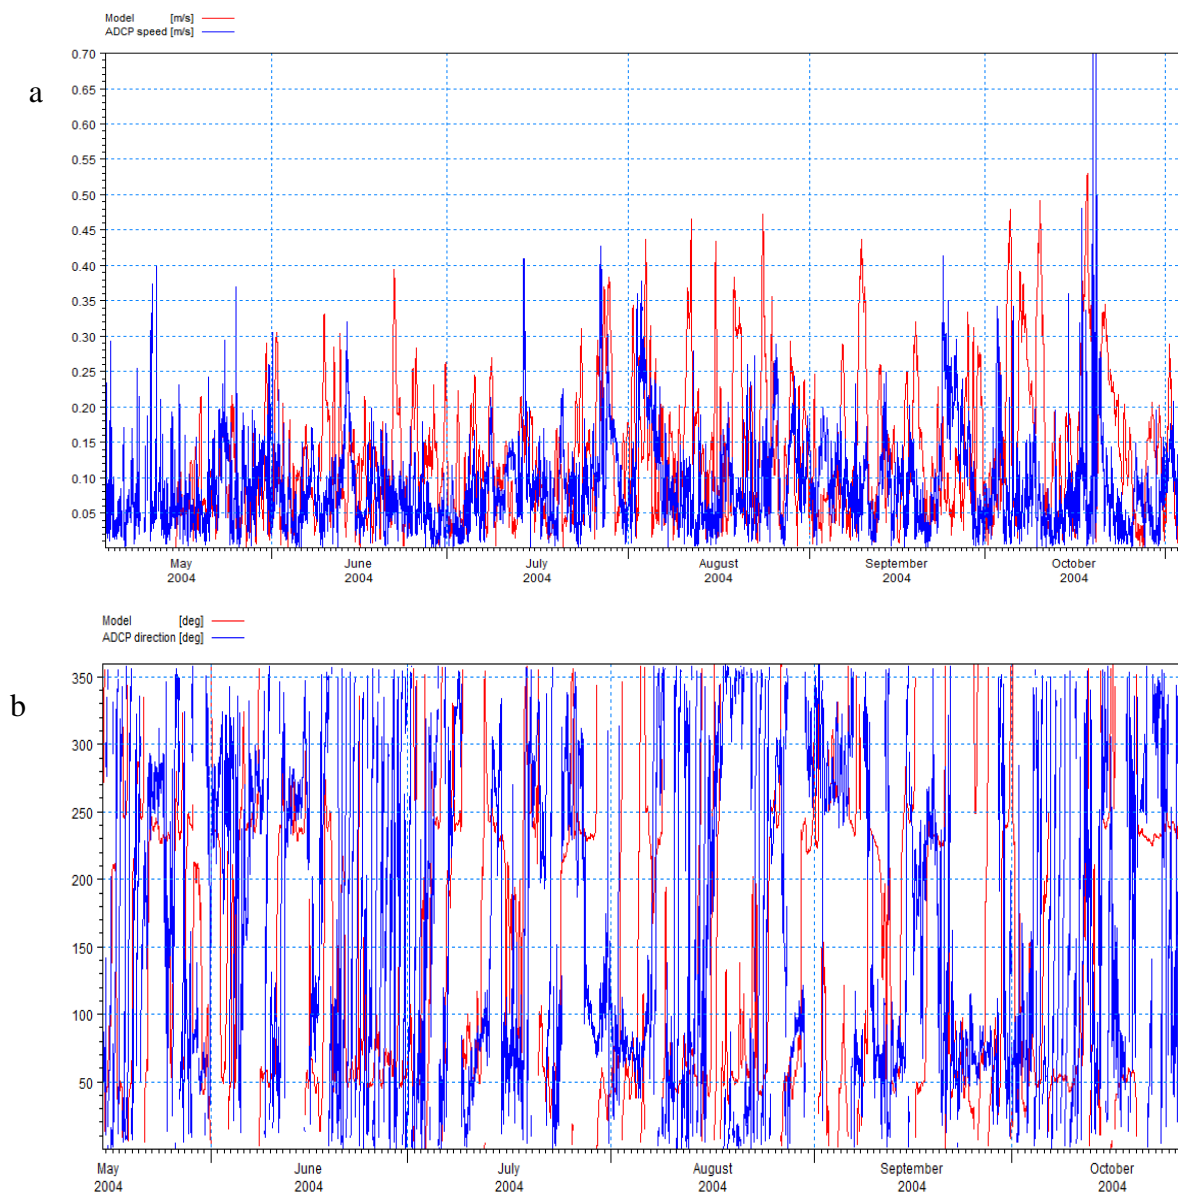 Model [m/s]
ADCP speed [m/s]
a
0.70
0.65
0.60
0.55
0.50
0.45
0.40
0.35
0.30
0.25
0.20
0.15
0.10
0.05
May June July August September October
2004 2004 2004 2004 2004 2004
Model [deg]
ADCP direction [deg]
b
350
300
250
200
150
100
50
May June July August September October
2004 2004 2004 2004 2004 2004